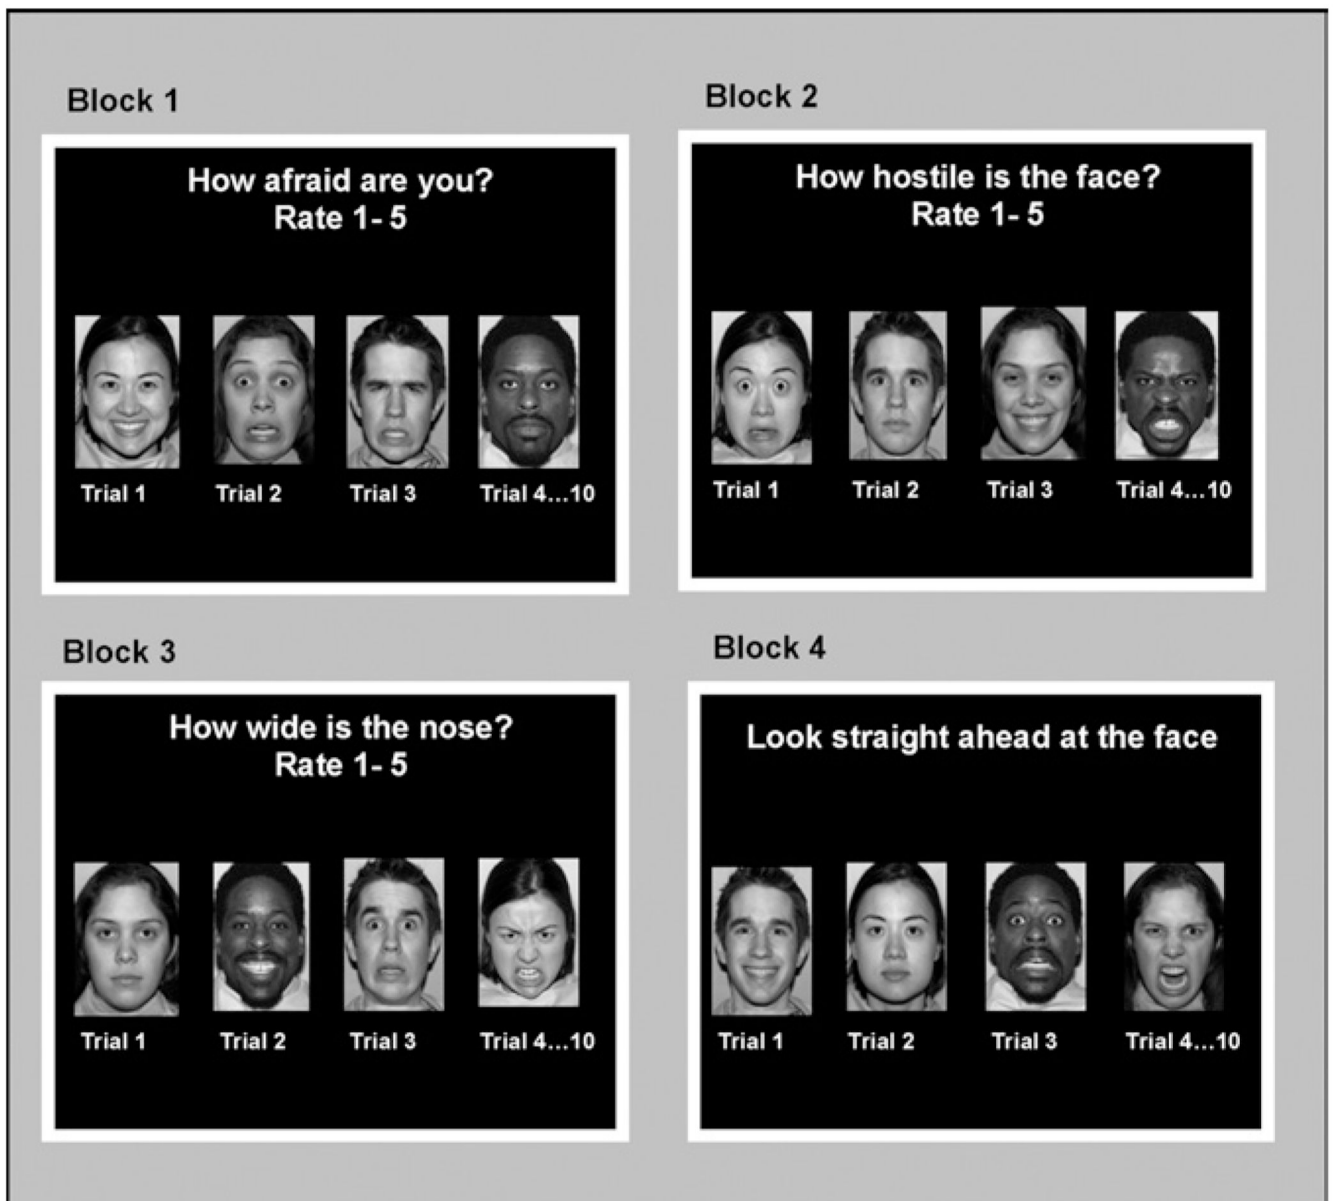 Block 1
How afraid are you?
Rate 1- 5
Trial 1
Trial 2
Trial 3
Trial 4...10
Block 2
How hostile is the face?
Rate 1- 5
Trial 1
Trial 2
Trial 3
Trial 4...10
Block 3
How wide is the nose?
Rate 1- 5
Trial 1
Trial 2
Trial 3
Trial 4...10
Block 4
Look straight ahead at the face
Trial 1
Trial 2
Trial 3
Trial 4...10